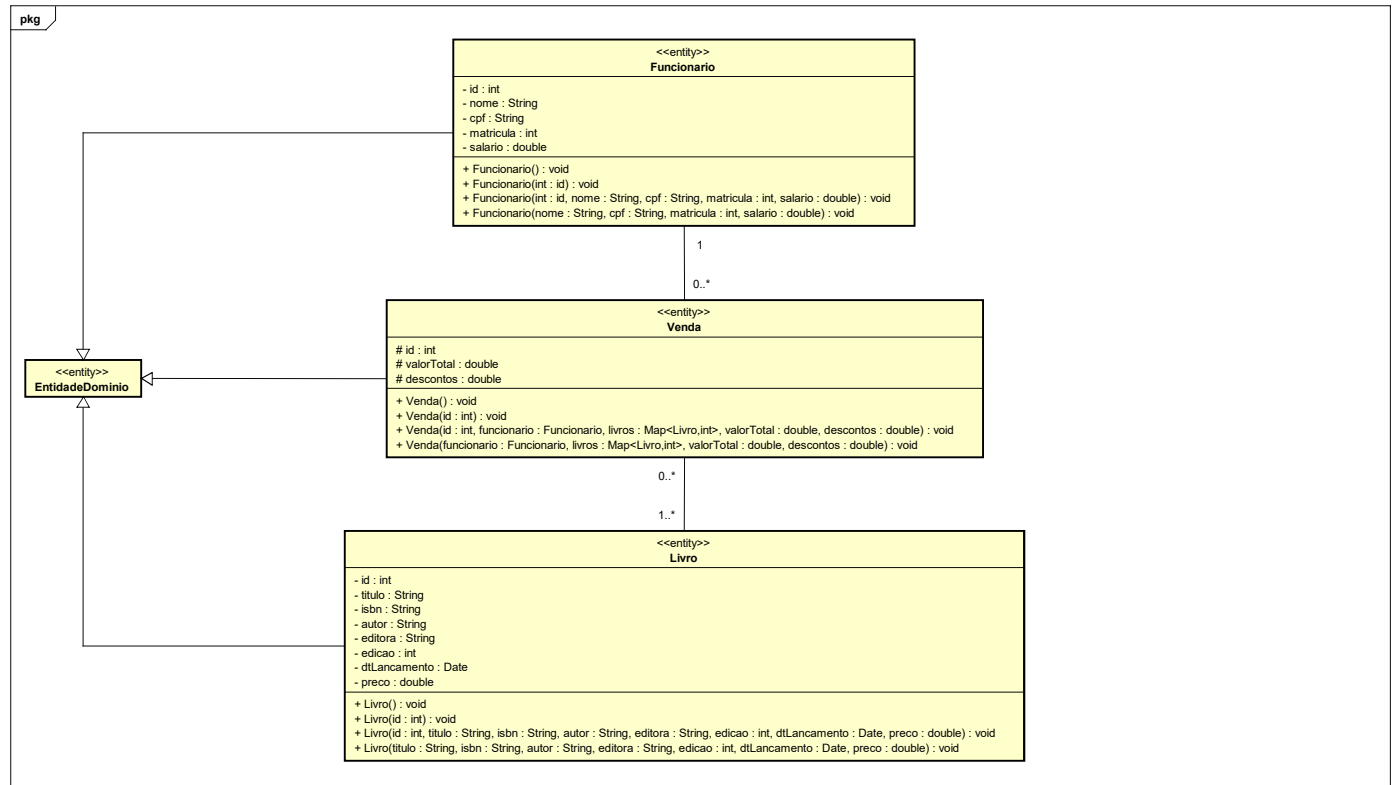 pkg
<<entity>>
Funcionario
- id : int
- nome : String
- cpf : String
- matricula : int
- salario : double
+ Funcionario() : void
+ Funcionario(int : id) : void
+ Funcionario(int : id, nome : String, cpf : String, matricula : int, salario : double) : void
+ Funcionario(nome : String, cpf : String, matricula : int, salario : double) : void
1
0..*
<<entity>>
Venda
# id : int
# valorTotal : double
# descontos : double
+ Venda() : void
+ Venda(id : int) : void
+ Venda(id : int, funcionario : Funcionario, livros : Map<Livro,int>, valorTotal : double, descontos : double) : void
+ Venda(funcionario : Funcionario, livros : Map<Livro,int>, valorTotal : double, descontos : double) : void
<<entity>>
EntidadeDominio
0..*
1..*
<<entity>>
Livro
- id : int
- titulo : String
- isbn : String
- autor : String
- editora : String
- edicao : int
- dtLancamento : Date
- preco : double
+ Livro() : void
+ Livro(id : int) : void
+ Livro(id : int, titulo : String, isbn : String, autor : String, editora : String, edicao : int, dtLancamento : Date, preco : double) : void
+ Livro(titulo : String, isbn : String, autor : String, editora : String, edicao : int, dtLancamento : Date, preco : double) : void